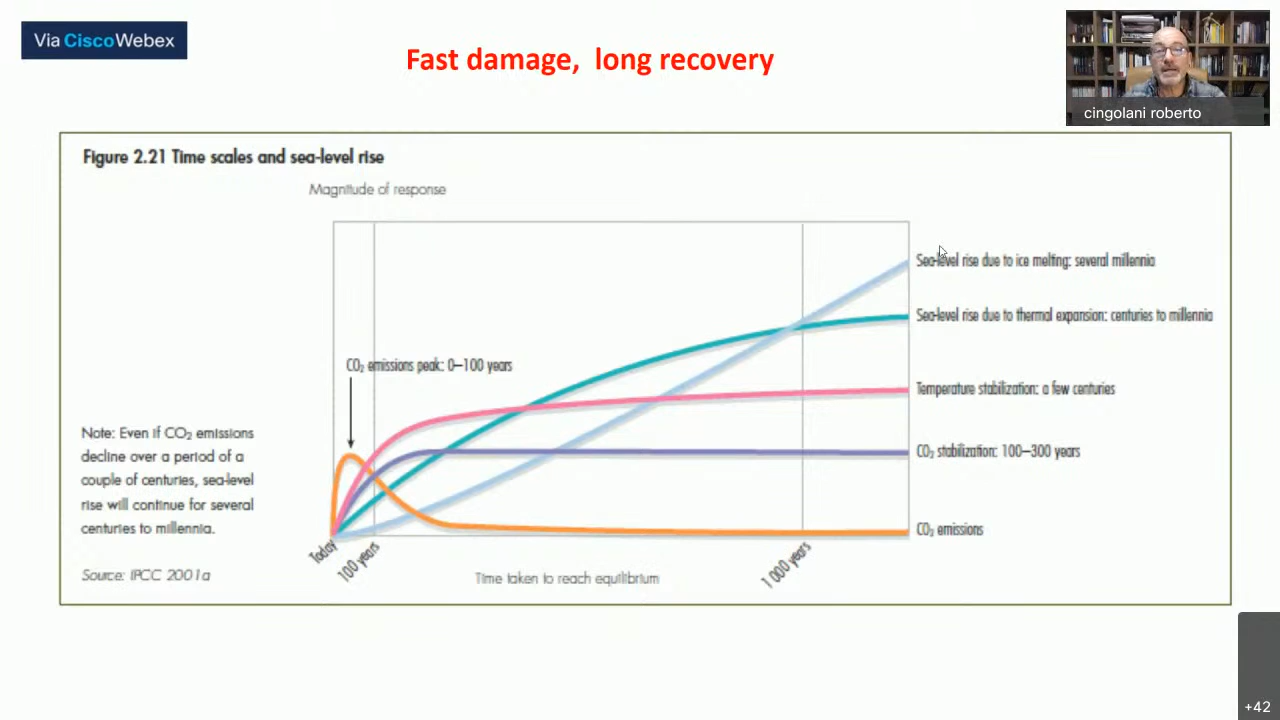 Via CiscoWebex
Fast damage, long recovery
cingolani roberto
Figure 2.21 Time scales and sea-level rise
Magnitude of response
Sea-level rise due to ice melting: several millennia
Sea-level rise due to thermal expansion: centuries to millennia
CO₂ emissions peak: 0–100 years
Temperature stabilization: a few centuries
Note: Even if CO₂ emissions
decline over a period of a
couple of centuries, sea-level
rise will continue for several
centuries to millennia.
CO₂ stabilization: 100–300 years
CO₂ emissions
Today
100 years
1 000 years
Time taken to reach equilibrium
Source: IPCC 2001a
+42